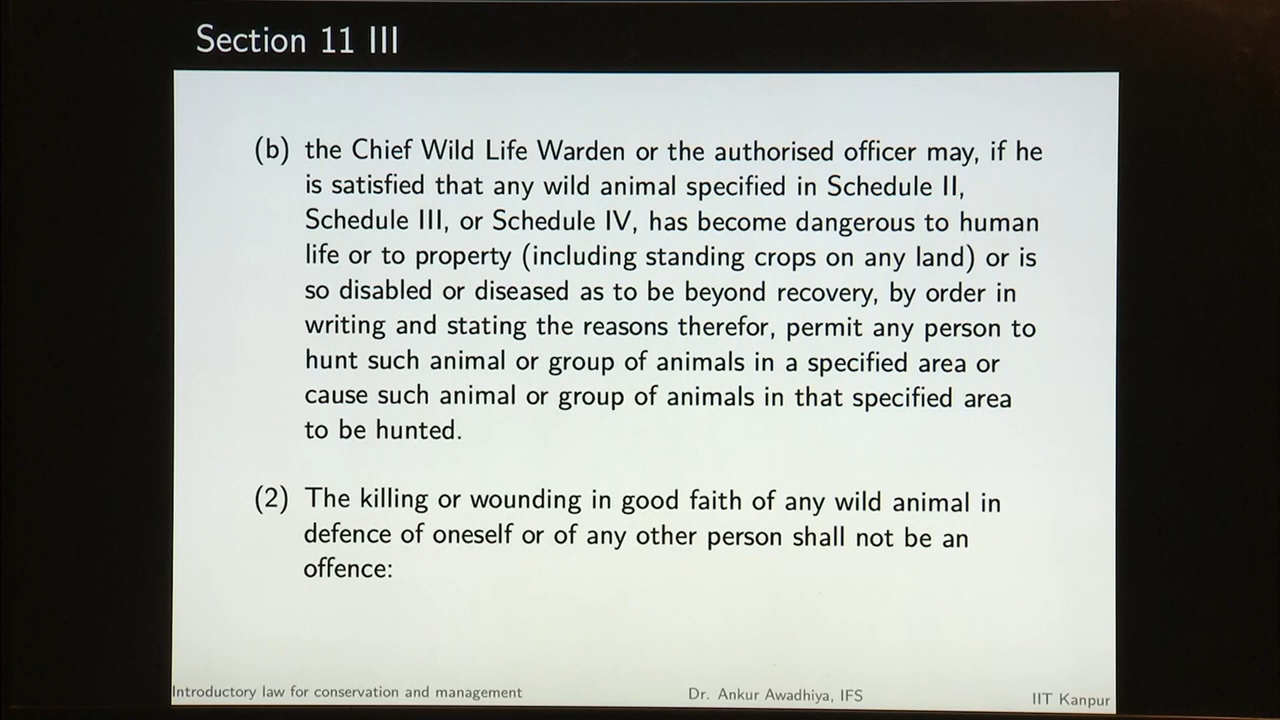 Section 11 III
(b) the Chief Wild Life Warden or the authorised officer may, if he
is satisfied that any wild animal specified in Schedule II,
Schedule III, or Schedule IV, has become dangerous to human
life or to property (including standing crops on any land) or is
so disabled or diseased as to be beyond recovery, by order in
writing and stating the reasons therefor, permit any person to
hunt such animal or group of animals in a specified area or
cause such animal or group of animals in that specified area
to be hunted.
(2) The killing or wounding in good faith of any wild animal in
defence of oneself or of any other person shall not be an
offence:
Introductory law for conservation and management Dr. Ankur Awadhiya, IFS IIT Kanpur